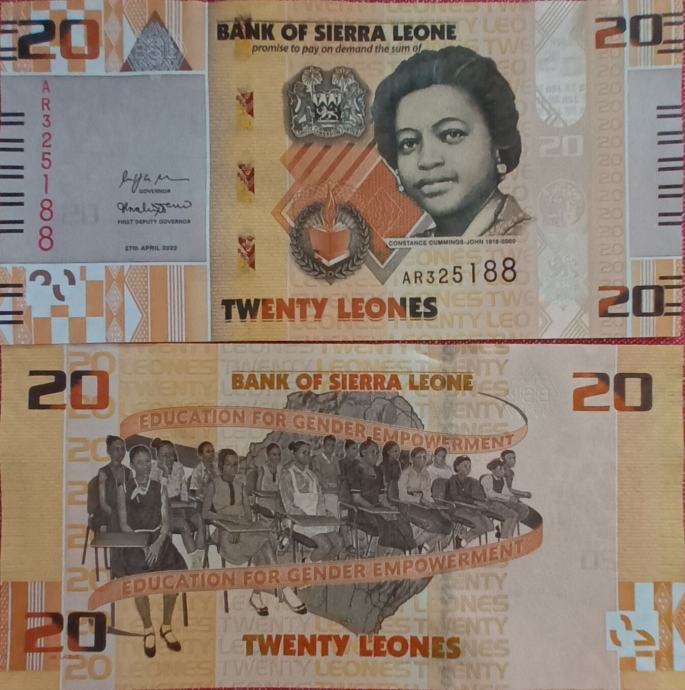 20
BANK OF SIERRA LEONE
20
promise to pay on demand the sum of
AR325188
GOVERNOR
FIRST DEPUTY GOVERNOR
27th APRIL 2022
20
CONSTANCE CUMMINGS-JOHN 1918-2000
AR325188
TWENTY LEONES
20
20
BANK OF SIERRA LEONE
20
EDUCATION FOR GENDER EMPOWERMENT
EDUCATION FOR GENDER EMPOWERMENT
20
TWENTY LEONES